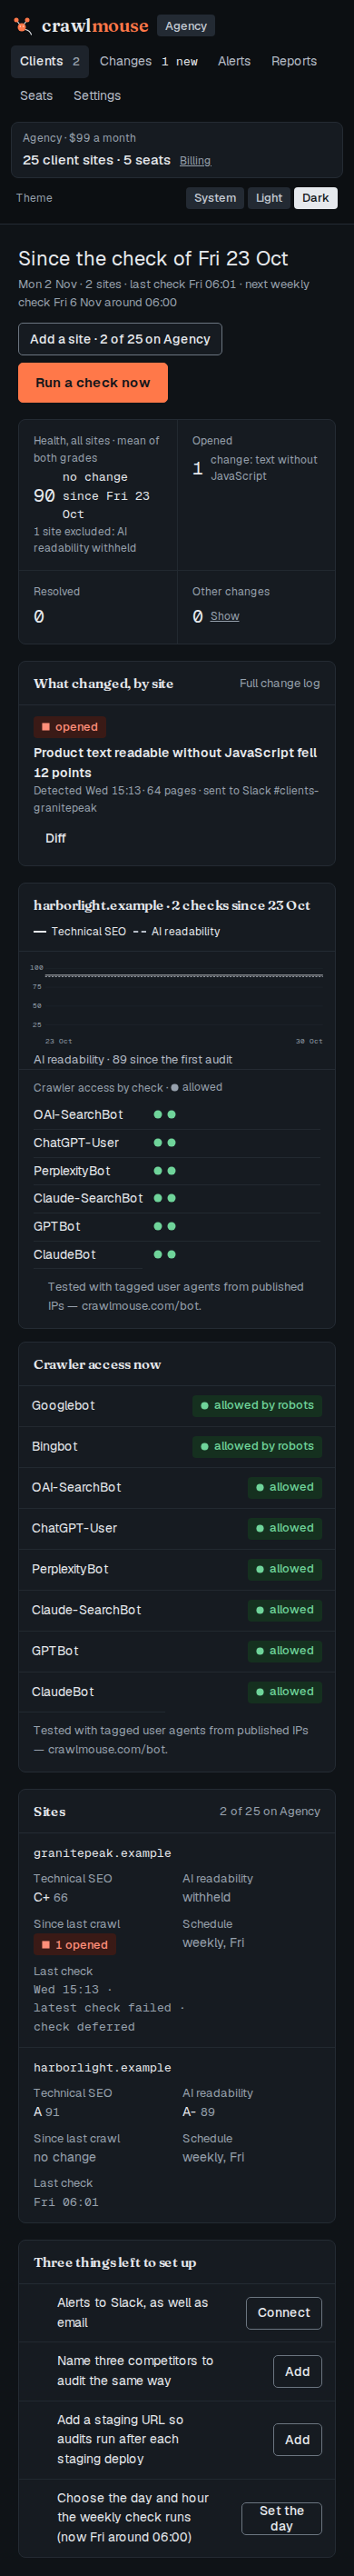 crawlmouse Agency
Clients 2 Changes 1 new Alerts Reports
Seats Settings
Agency · $99 a month
25 client sites · 5 seats Billing
Theme System Light Dark
Since the check of Fri 23 Oct
Mon 2 Nov · 2 sites · last check Fri 06:01 · next weekly
check Fri 6 Nov around 06:00
Add a site · 2 of 25 on Agency
Run a check now
Health, all sites · mean of
both grades
90 no change
since Fri 23
Oct
1 site excluded: AI
readability withheld
Opened
1 change: text without
JavaScript
Resolved
0
Other changes
0 Show
What changed, by site Full change log
opened
Product text readable without JavaScript fell
12 points
Detected Wed 15:13 · 64 pages · sent to Slack #clients-
granitepeak
Diff
harborlight.example · 2 checks since 23 Oct
Technical SEO AI readability
100
75
50
25
23 Oct 30 Oct
AI readability · 89 since the first audit
Crawler access by check · allowed
OAI-SearchBot
ChatGPT-User
PerplexityBot
Claude-SearchBot
GPTBot
ClaudeBot
Tested with tagged user agents from published
IPs — crawlmouse.com/bot.
Crawler access now
Googlebot allowed by robots
Bingbot allowed by robots
OAI-SearchBot allowed
ChatGPT-User allowed
PerplexityBot allowed
Claude-SearchBot allowed
GPTBot allowed
ClaudeBot allowed
Tested with tagged user agents from published IPs
— crawlmouse.com/bot.
Sites 2 of 25 on Agency
granitepeak.example
Technical SEO AI readability
C+ 66 withheld
Since last crawl Schedule
1 opened weekly, Fri
Last check
Wed 15:13 ·
latest check failed ·
check deferred
harborlight.example
Technical SEO AI readability
A 91 A- 89
Since last crawl Schedule
no change weekly, Fri
Last check
Fri 06:01
Three things left to set up
Alerts to Slack, as well as
email
Connect
Name three competitors to
audit the same way
Add
Add a staging URL so
audits run after each
staging deploy
Add
Choose the day and hour
the weekly check runs
(now Fri around 06:00)
Set the
day